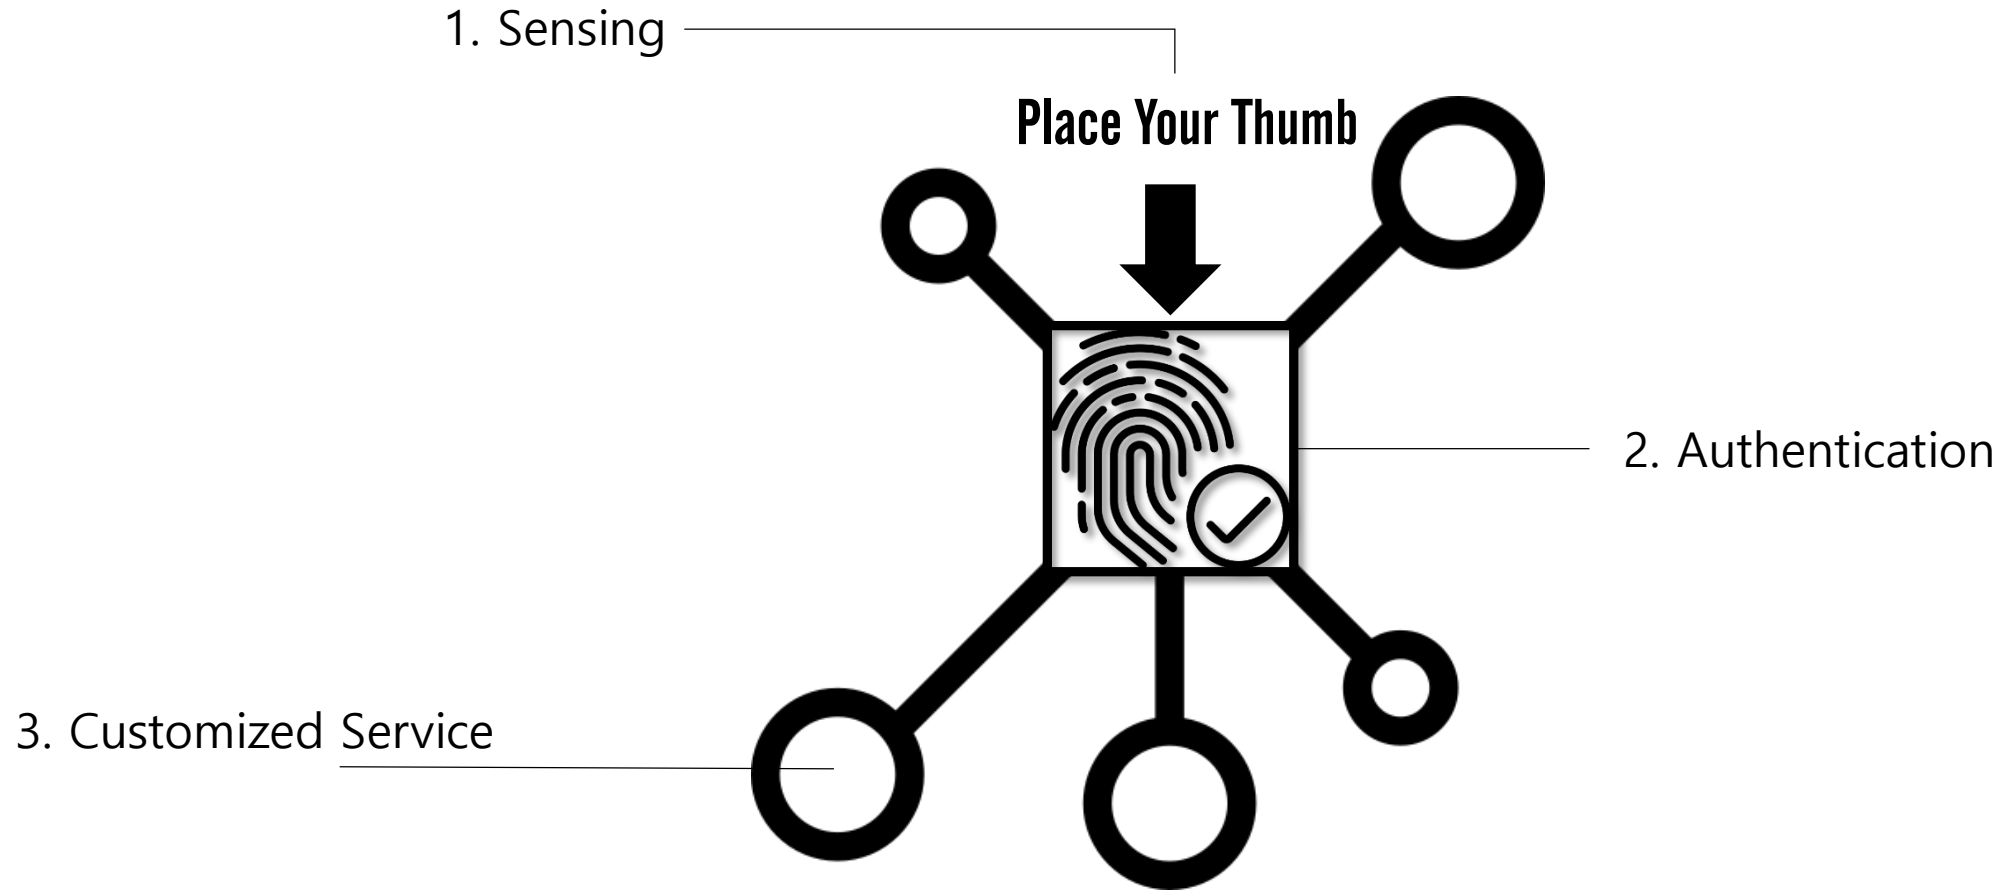 1. Sensing
Place Your Thumb
2. Authentication
3. Customized Service